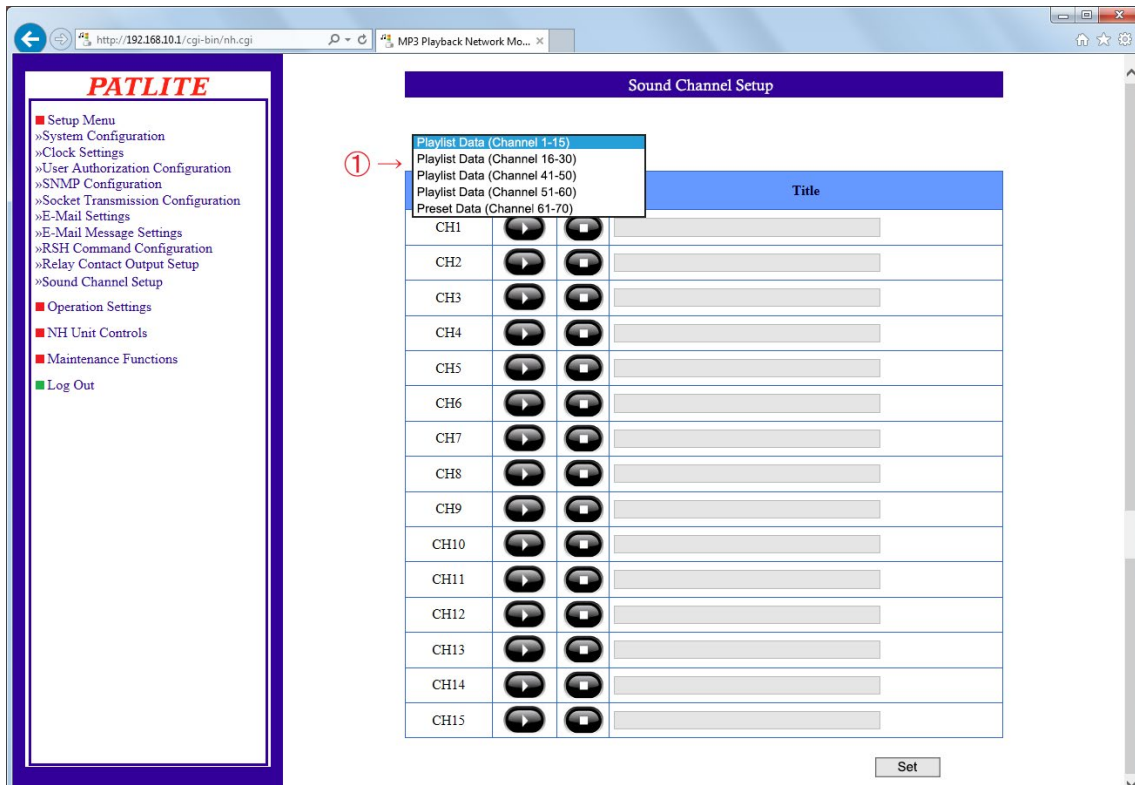 http://192.168.10.1/cgi-bin/nh.cgi
MP3 Playback Network Mo...
PATLITE
Setup Menu
»System Configuration
»Clock Settings
»User Authorization Configuration
»SNMP Configuration
»Socket Transmission Configuration
»E-Mail Settings
»E-Mail Message Settings
»RSH Command Configuration
»Relay Contact Output Setup
»Sound Channel Setup
Operation Settings
NH Unit Controls
Maintenance Functions
Log Out
Sound Channel Setup
① →
Playlist Data (Channel 1-15)
Playlist Data (Channel 16-30)
Playlist Data (Channel 41-50)
Playlist Data (Channel 51-60)
Preset Data (Channel 61-70)
Title
CH1
CH2
CH3
CH4
CH5
CH6
CH7
CH8
CH9
CH10
CH11
CH12
CH13
CH14
CH15
Set